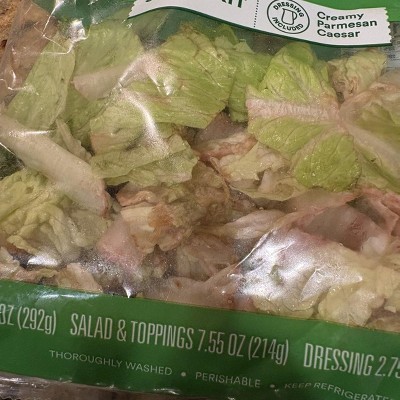 DRESSING
INCLUDED
Creamy
Parmesan
Caesar
(292g) SALAD & TOPPINGS 7.55 OZ (214g) DRESSING 2.75
THOROUGHLY WASHED • PERISHABLE • KEEP REFRIGERATED